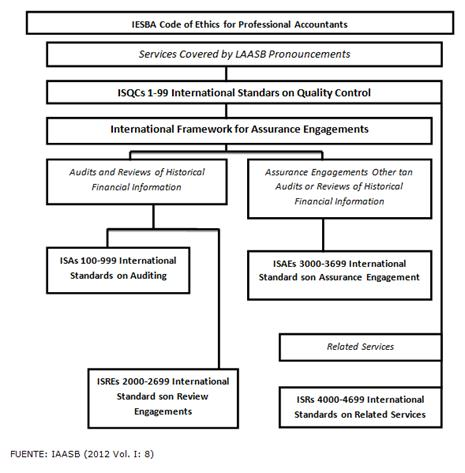 IESBA Code of Ethics for Professional Accountants
Services Covered by LAASB Pronouncements
ISQCs 1-99 International Standars on Quality Control
International Framework for Assurance Engagements
Audits and Reviews of Historical
Financial Information
Assurance Engagements Other tan
Audits or Reviews of Historical
Financial Information
ISAs 100-999 International
Standards on Auditing
ISAEs 3000-3699 International
Standard son Assurance Engagement
Related Services
ISREs 2000-2699 International
Standard son Review
Engagements
ISRs 4000-4699 International
Standards on Related Services
FUENTE: IAASB (2012 Vol. I: 8)